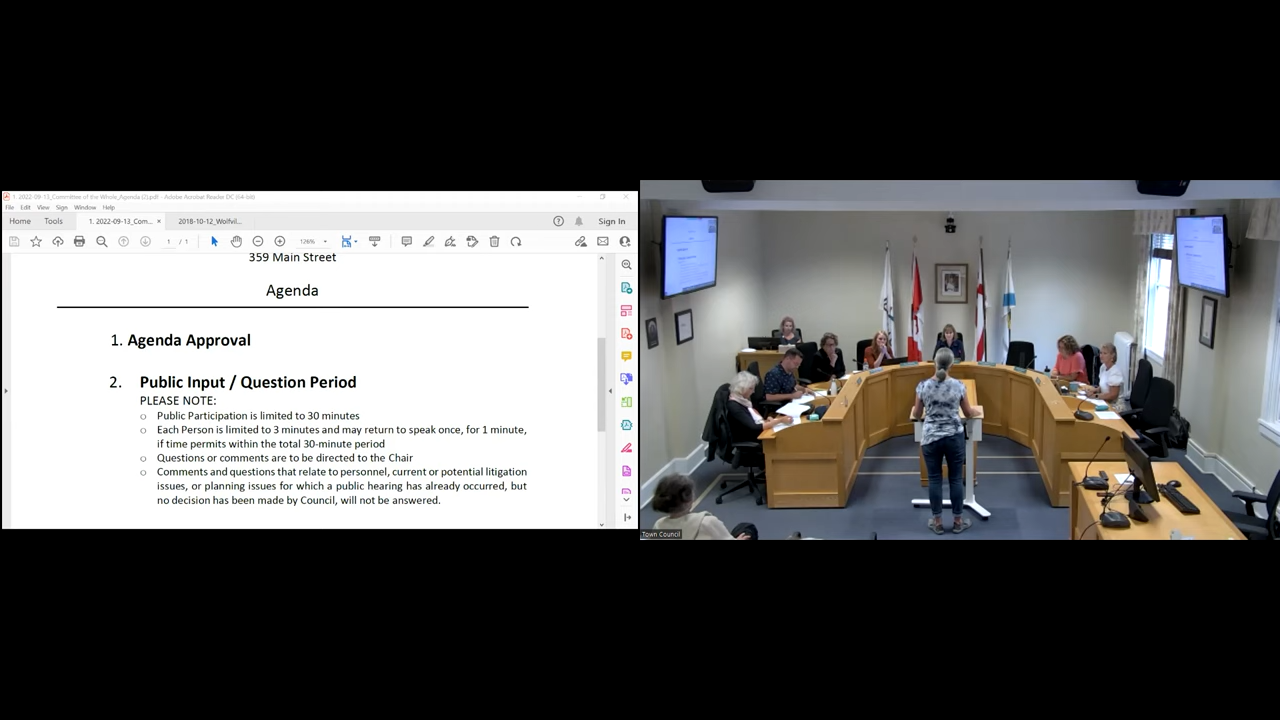 1. 2022-09-13_Committee of the Whole_Agenda (2).pdf - Adobe Acrobat Reader DC (64-bit)
File Edit View Sign Window Help
Home Tools 1. 2022-09-13_Com... × 2018-10-12_Wolfvil... Sign In
1 / 1 126%
359 Main Street
Agenda
1. Agenda Approval
2. Public Input / Question Period
PLEASE NOTE:
o Public Participation is limited to 30 minutes
o Each Person is limited to 3 minutes and may return to speak once, for 1 minute,
if time permits within the total 30-minute period
o Questions or comments are to be directed to the Chair
o Comments and questions that relate to personnel, current or potential litigation
issues, or planning issues for which a public hearing has already occurred, but
no decision has been made by Council, will not be answered.
Town Council